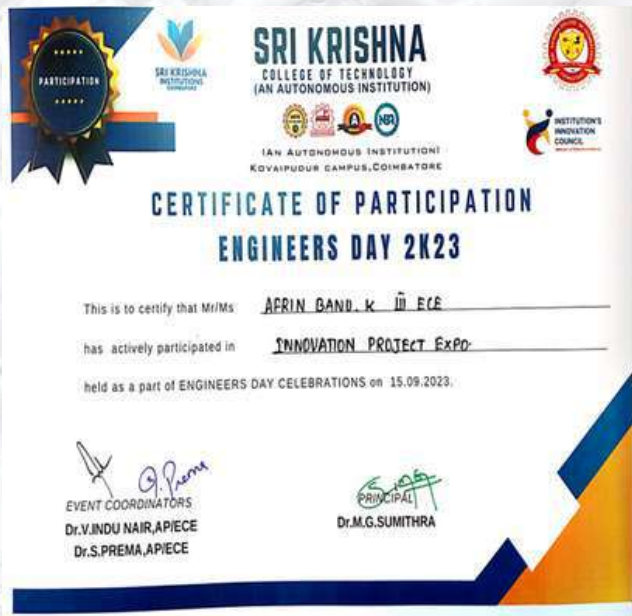 PARTICIPATION
SRI KRISHNA
INSTITUTIONS
COIMBATORE
SRI KRISHNA
COLLEGE OF TECHNOLOGY
(AN AUTONOMOUS INSTITUTION)
NBA
INSTITUTION'S
INNOVATION
COUNCIL
(AN AUTONOMOUS INSTITUTION)
KOVAIPUDUR CAMPUS,COIMBATORE
CERTIFICATE OF PARTICIPATION
ENGINEERS DAY 2K23
This is to certify that Mr/Ms AFRIN BANU. K III ECE
has actively participated in INNOVATION PROJECT EXPO
held as a part of ENGINEERS DAY CELEBRATIONS on 15.09.2023.
S. Prema
EVENT COORDINATORS
Dr.V.INDU NAIR,AP/ECE
Dr.S.PREMA,AP/ECE
PRINCIPAL
Dr.M.G.SUMITHRA